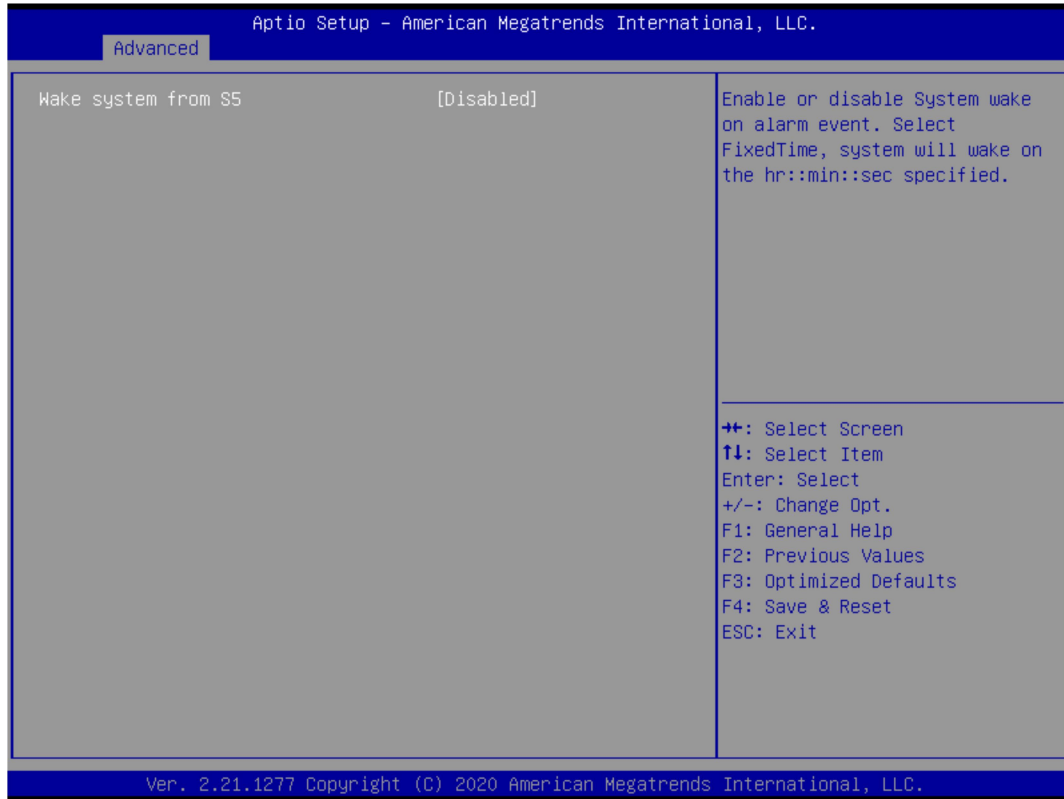 Aptio Setup – American Megatrends International, LLC.
Advanced
Wake system from S5 [Disabled]
Enable or disable System wake
on alarm event. Select
FixedTime, system will wake on
the hr::min::sec specified.
→←: Select Screen
↑↓: Select Item
Enter: Select
+/-: Change Opt.
F1: General Help
F2: Previous Values
F3: Optimized Defaults
F4: Save & Reset
ESC: Exit
Ver. 2.21.1277 Copyright (C) 2020 American Megatrends International, LLC.